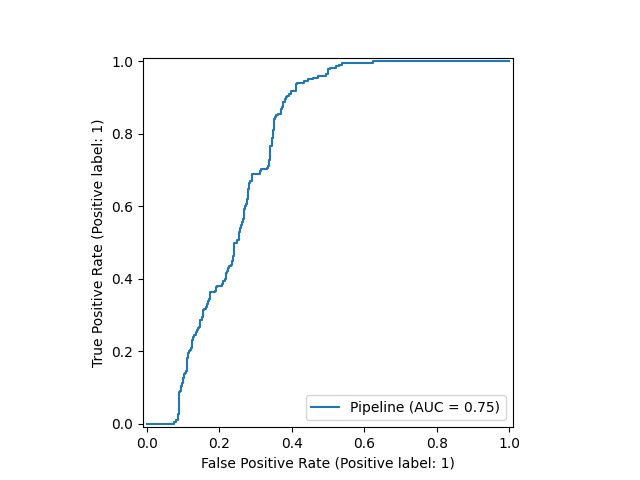 1.0
0.8
0.6
0.4
0.2
0.0
True Positive Rate (Positive label: 1)
Pipeline (AUC = 0.75)
0.0 0.2 0.4 0.6 0.8 1.0
False Positive Rate (Positive label: 1)